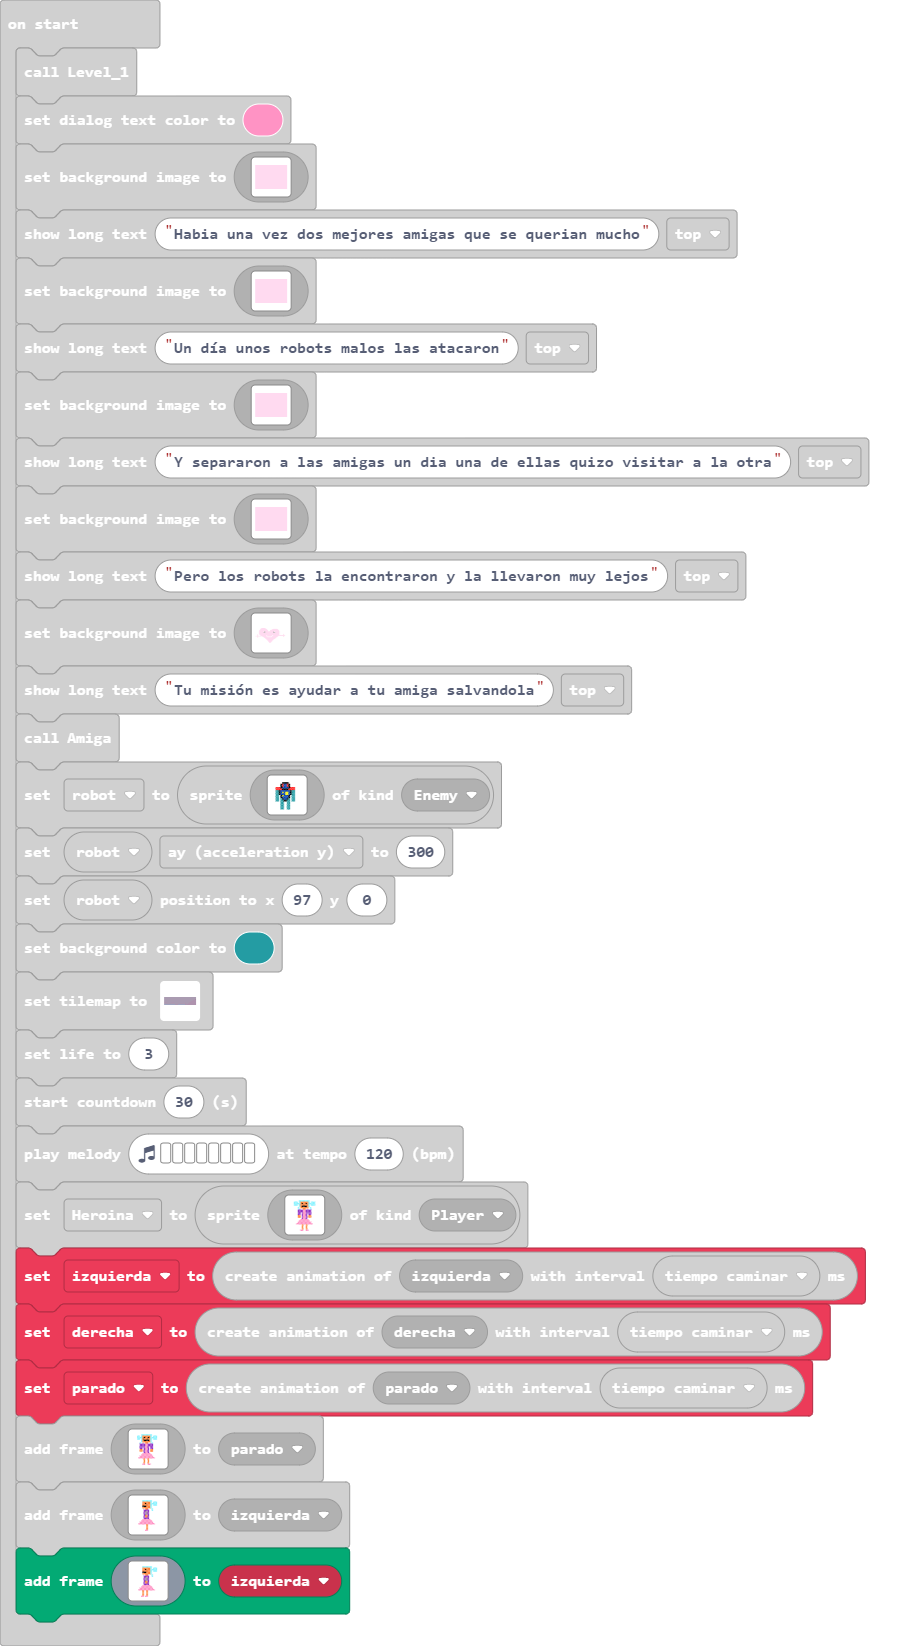 on start
call Level_1
set dialog text color to
set background image to
show long text "Habia una vez dos mejores amigas que se querian mucho" top
set background image to
show long text "Un día unos robots malos las atacaron" top
set background image to
show long text "Y separaron a las amigas un dia una de ellas quizo visitar a la otra" top
set background image to
show long text "Pero los robots la encontraron y la llevaron muy lejos" top
set background image to
show long text "Tu misión es ayudar a tu amiga salvandola" top
call Amiga
set robot to sprite of kind Enemy
set robot ay (acceleration y) to 300
set robot position to x 97 y 0
set background color to
set tilemap to
set life to 3
start countdown 30 (s)
play melody at tempo 120 (bpm)
set Heroina to sprite of kind Player
set izquierda to create animation of izquierda with interval tiempo caminar ms
set derecha to create animation of derecha with interval tiempo caminar ms
set parado to create animation of parado with interval tiempo caminar ms
add frame to parado
add frame to izquierda
add frame to izquierda